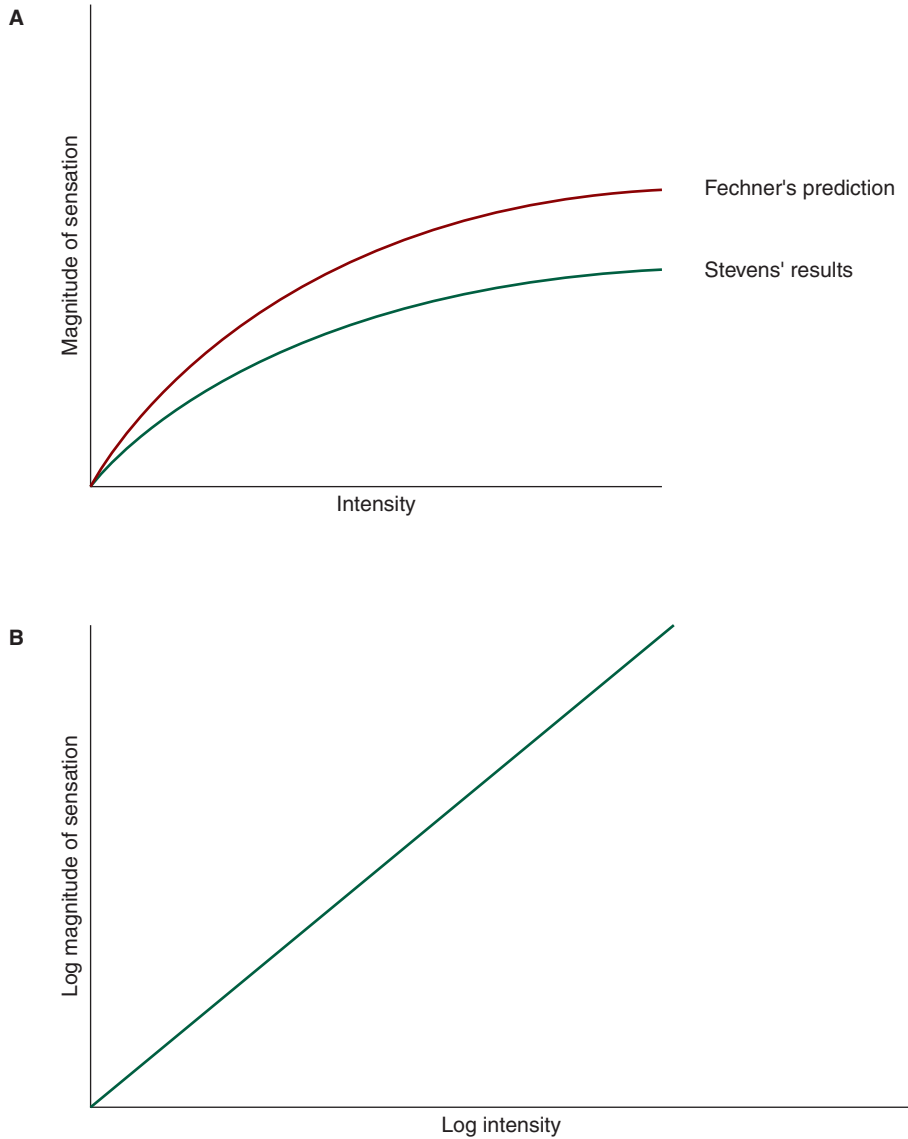 A
Magnitude of sensation
Fechner's prediction
Stevens' results
Intensity
B
Log magnitude of sensation
Log intensity